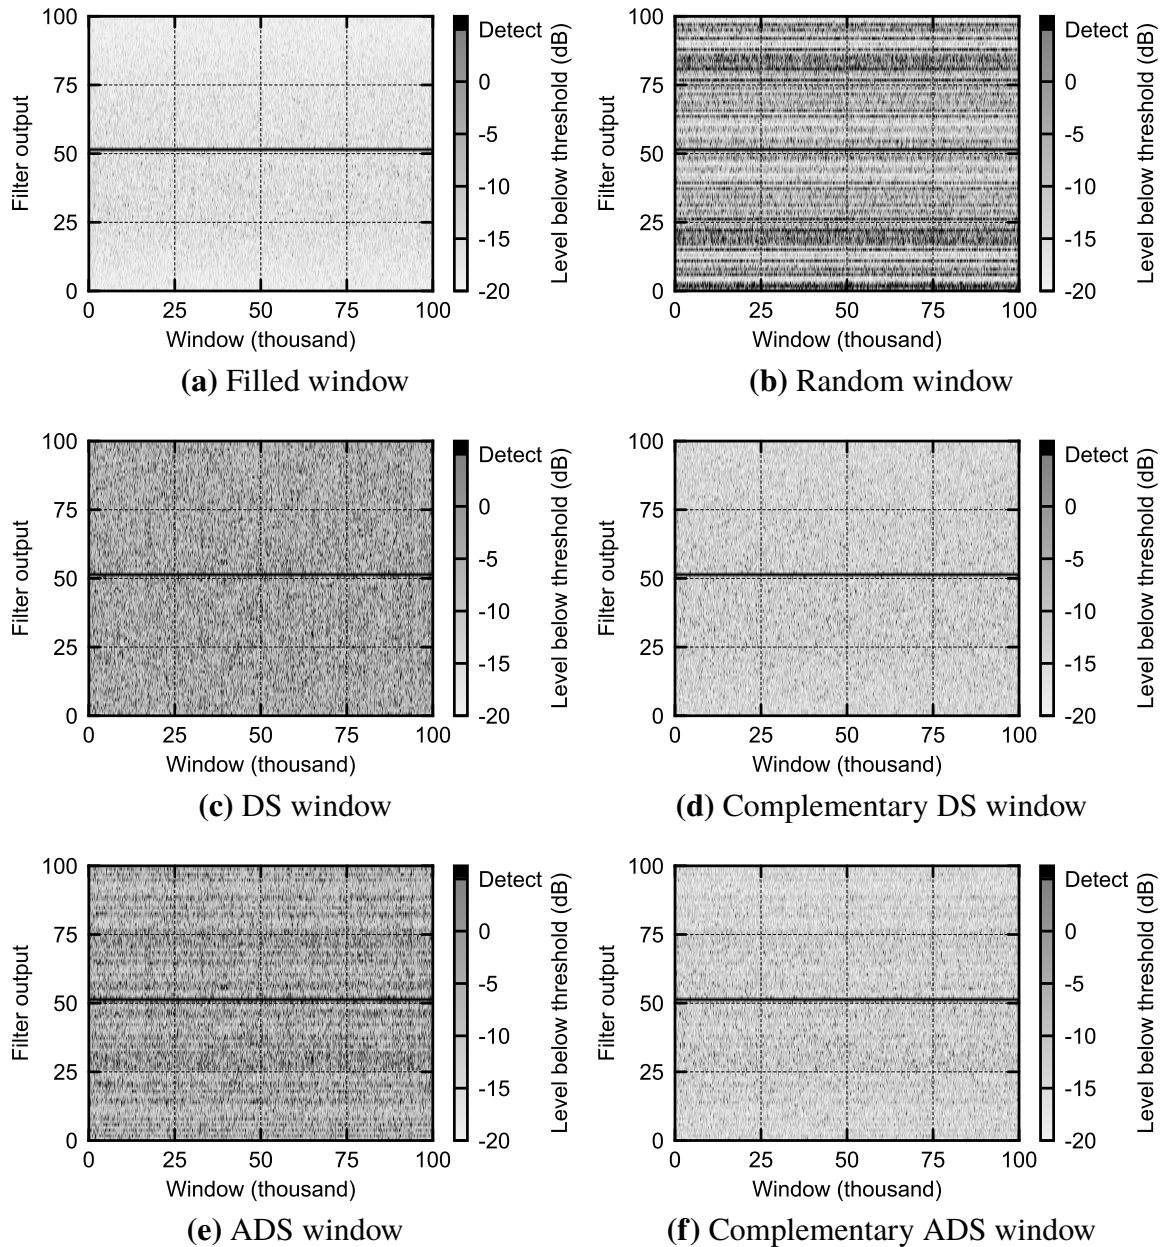 100
75
50
25
0
Filter output
0 25 50 75 100
Window (thousand)
Detect
0
-5
-10
-15
-20
Level below threshold (dB)
(a) Filled window
100
75
50
25
0
Filter output
0 25 50 75 100
Window (thousand)
Detect
0
-5
-10
-15
-20
Level below threshold (dB)
(b) Random window
100
75
50
25
0
Filter output
0 25 50 75 100
Window (thousand)
Detect
0
-5
-10
-15
-20
Level below threshold (dB)
(c) DS window
100
75
50
25
0
Filter output
0 25 50 75 100
Window (thousand)
Detect
0
-5
-10
-15
-20
Level below threshold (dB)
(d) Complementary DS window
100
75
50
25
0
Filter output
0 25 50 75 100
Window (thousand)
Detect
0
-5
-10
-15
-20
Level below threshold (dB)
(e) ADS window
100
75
50
25
0
Filter output
0 25 50 75 100
Window (thousand)
Detect
0
-5
-10
-15
-20
Level below threshold (dB)
(f) Complementary ADS window